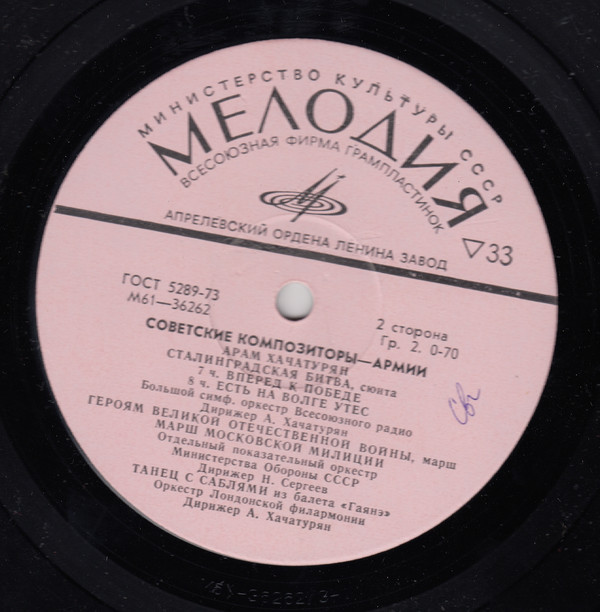 МИНИСТЕРСТВО КУЛЬТУРЫ СССР
МЕЛОДИЯ
ВСЕСОЮЗНАЯ ФИРМА ГРАМПЛАСТИНОК
АПРЕЛЕВСКИЙ ОРДЕНА ЛЕНИНА ЗАВОД
▽33
ГОСТ 5289-73
М61—36262
2 сторона
Гр. 2. 0-70
СОВЕТСКИЕ КОМПОЗИТОРЫ—АРМИИ
АРАМ ХАЧАТУРЯН
СТАЛИНГРАДСКАЯ БИТВА, сюита
7 ч. ВПЕРЕД К ПОБЕДЕ
8 ч. ЕСТЬ НА ВОЛГЕ УТЕС
Большой симф. оркестр Всесоюзного радио
Дирижер А. Хачатурян
ГЕРОЯМ ВЕЛИКОЙ ОТЕЧЕСТВЕННОЙ ВОЙНЫ, марш
МАРШ МОСКОВСКОЙ МИЛИЦИИ
Отдельный показательный оркестр
Министерства Обороны СССР
Дирижер Н. Сергеев
ТАНЕЦ С САБЛЯМИ из балета «Гаянэ»
Оркестр Лондонской филармонии
Дирижер А. Хачатурян